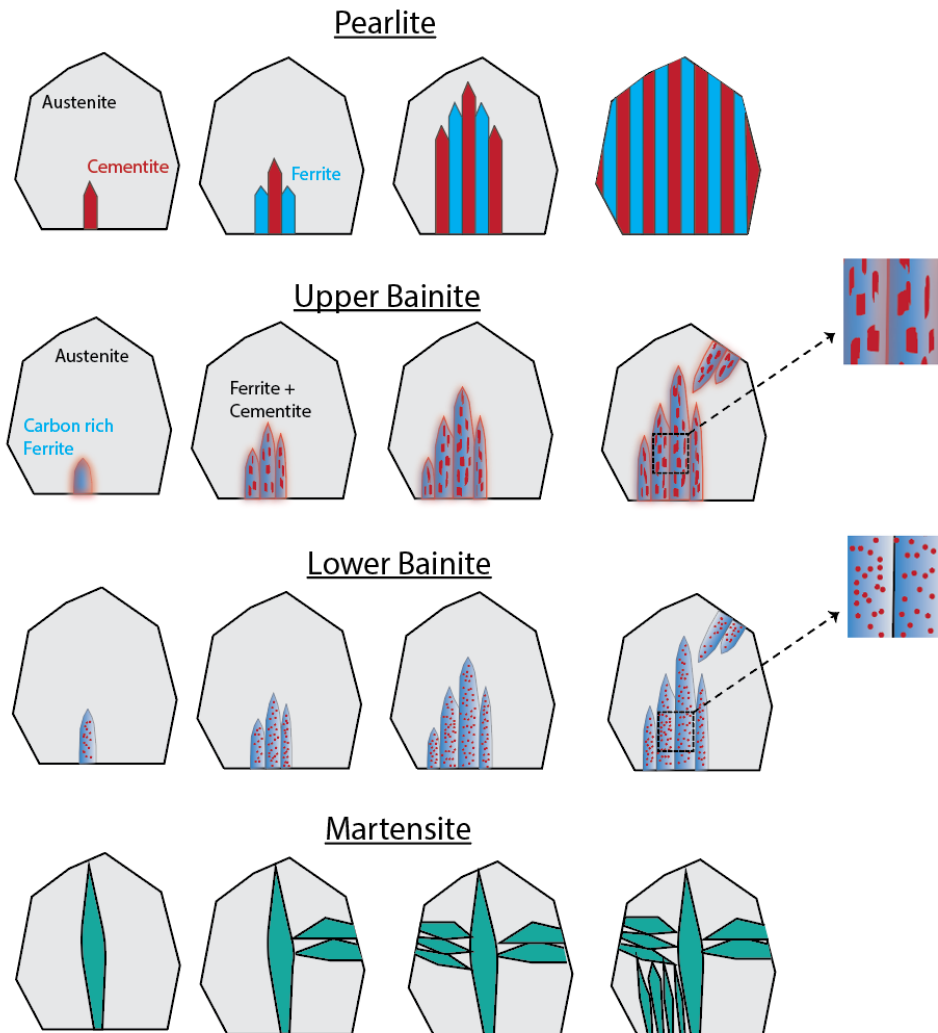 Pearlite
Austenite
Cementite
Ferrite
Upper Bainite
Austenite
Carbon rich
Ferrite
Ferrite +
Cementite
Lower Bainite
Martensite